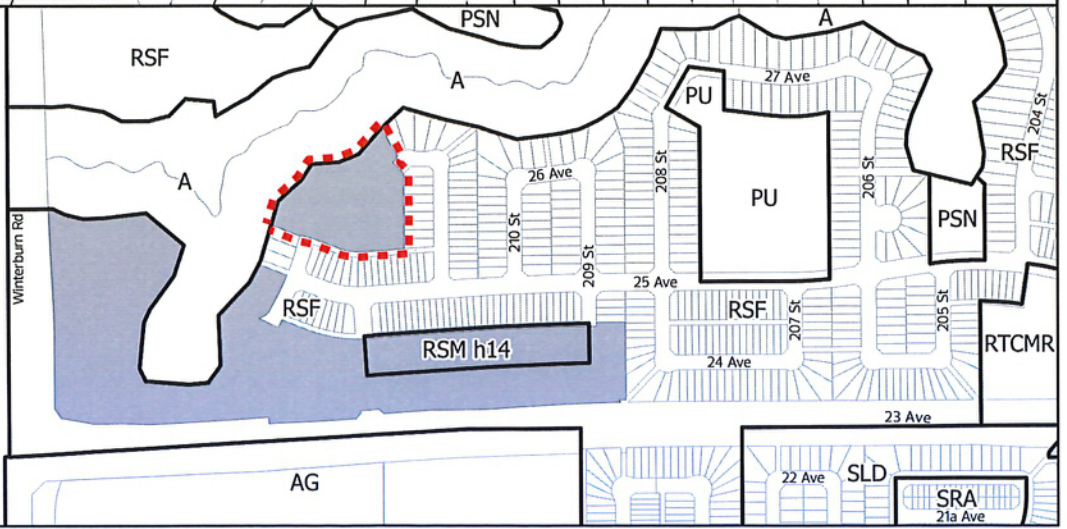 PSN
A
RSF
A
27 Ave
PU
204 St
RSF
A
26 Ave
208 St
206 St
PU
PSN
Winterburn Rd
210 St
209 St
25 Ave
RSF
RSF
207 St
205 St
RSM h14
RTCMR
24 Ave
23 Ave
AG
22 Ave
SLD
SRA
21a Ave